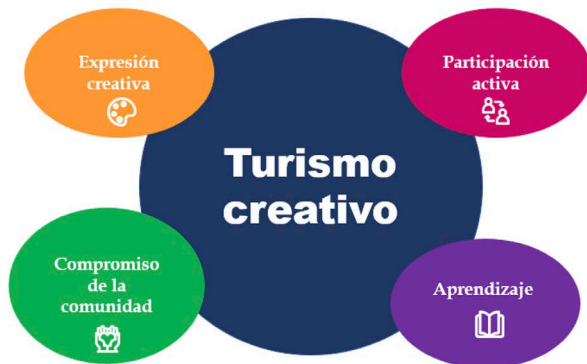 Expresión
creativa
Participación
activa
Turismo
creativo
Compromiso
de la
comunidad
Aprendizaje